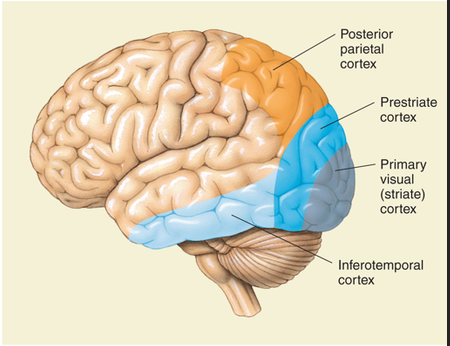 Posterior
parietal
cortex
Prestriate
cortex
Primary
visual
(striate)
cortex
Inferotemporal
cortex